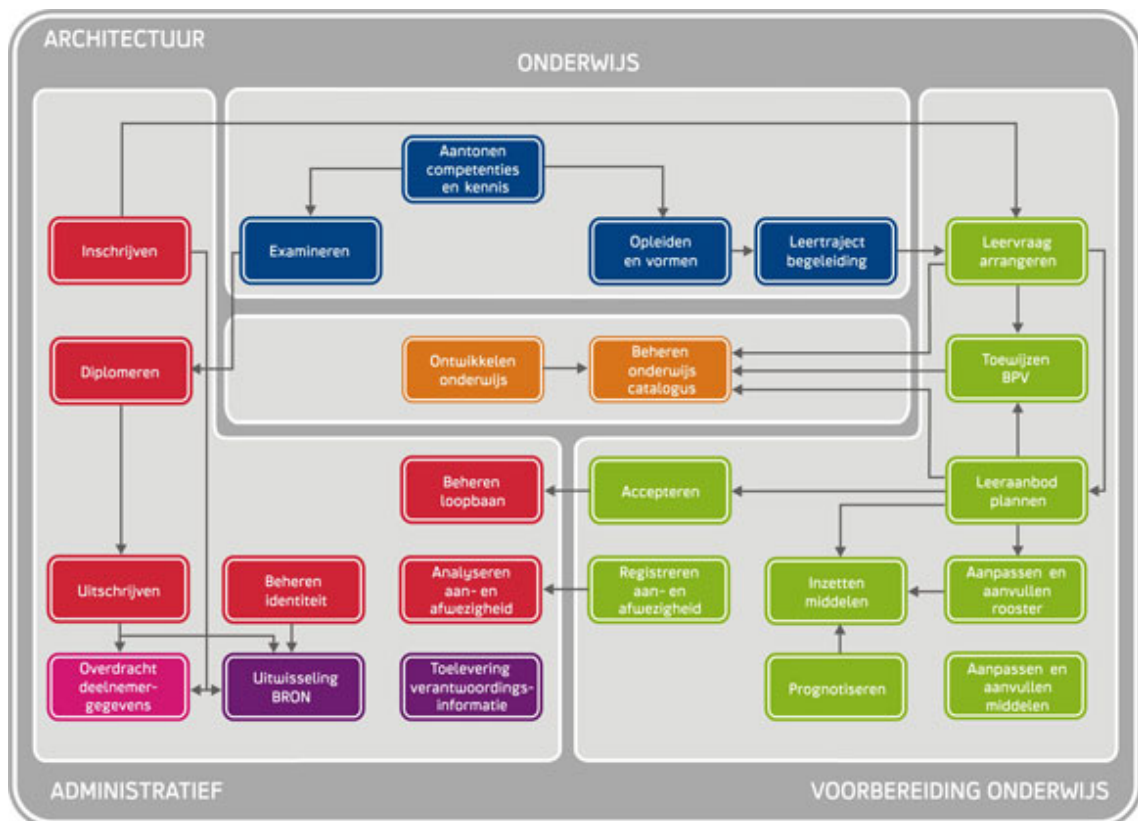 ARCHITECTUUR
ONDERWIJS
Aantonen
competenties
en kennis
Inschrijven
Examineren
Opleiden
en vormen
Leertraject
begeleiding
Leervraag
arrangeren
Diplomeren
Ontwikkelen
onderwijs
Beheren
onderwijs
catalogus
Toewijzen
BPV
Beheren
loopbaan
Accepteren
Leeraanbod
plannen
Uitschrijven
Beheren
identiteit
Analyseren
aan- en
afwezigheid
Registreren
aan- en
afwezigheid
Inzetten
middelen
Aanpassen en
aanvullen
rooster
Overdracht
deelnemer-
gegevens
Uitwisseling
BRON
Toelevering
verantwoordings-
informatie
Prognotiseren
Aanpassen en
aanvullen
middelen
ADMINISTRATIEF
VOORBEREIDING ONDERWIJS